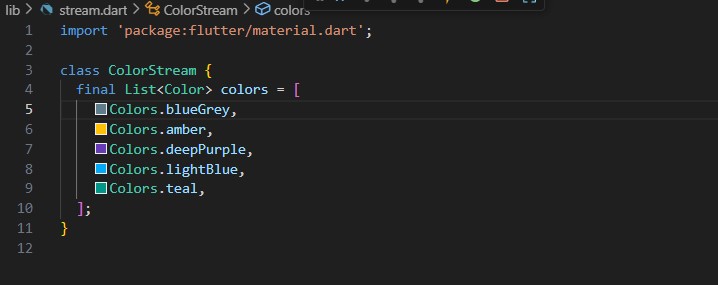 lib > stream.dart > ColorStream > colors
1 import 'package:flutter/material.dart';
2
3 class ColorStream {
4 final List<Color> colors = [
5 Colors.blueGrey,
6 Colors.amber,
7 Colors.deepPurple,
8 Colors.lightBlue,
9 Colors.teal,
10 ];
11 }
12